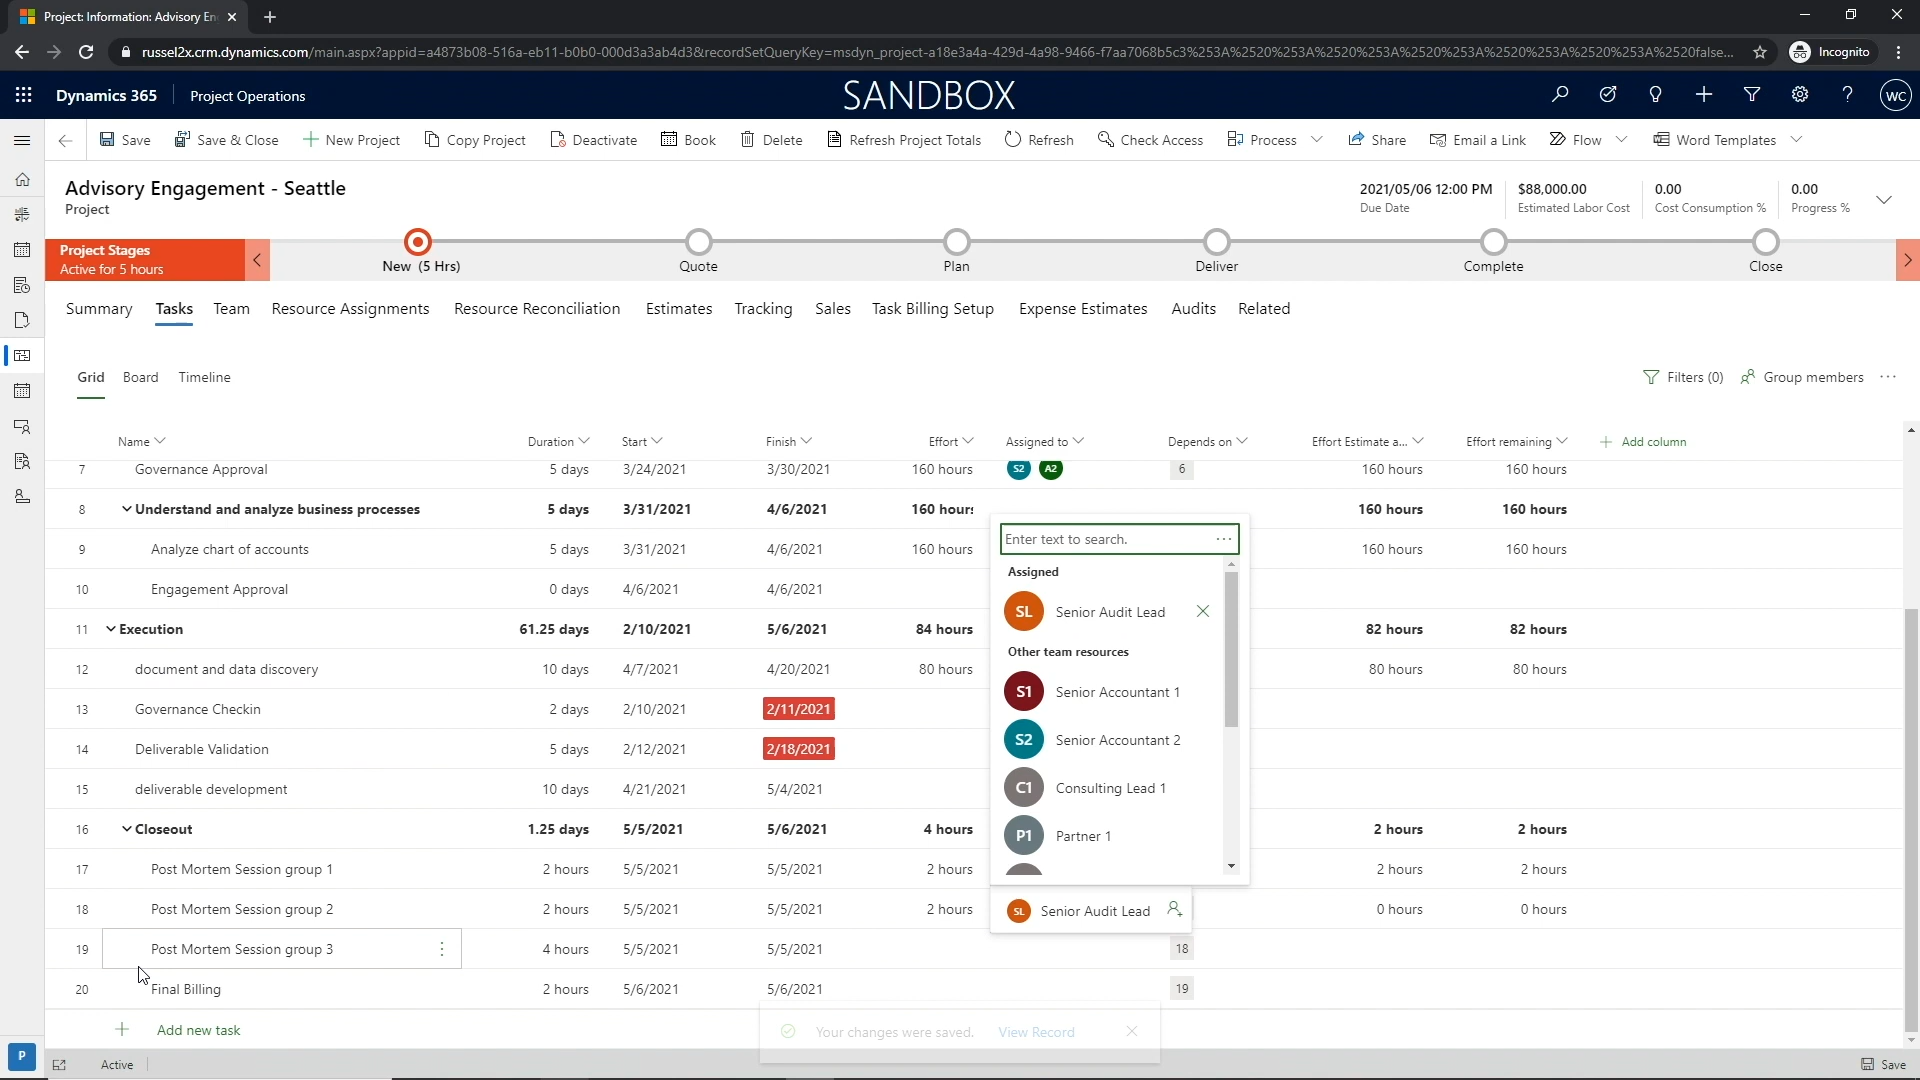 Project: Information: Advisory En
russel2x.crm.dynamics.com/main.aspx?appid=a4873b08-516a-eb11-b0b0-000d3a3ab4d3&recordSetQueryKey=msdyn_project-a18e3a4a-429d-4a98-9466-f7aa7068b5c3%253A%2520%253A%2520%253A%2520%253A%2520%253A%2520%253A%2520false... Incognito
Dynamics 365 Project Operations SANDBOX WC
Save Save & Close New Project Copy Project Deactivate Book Delete Refresh Project Totals Refresh Check Access Process Share Email a Link Flow Word Templates
Advisory Engagement - Seattle
Project
2021/05/06 12:00 PM $88,000.00 0.00 0.00
Due Date Estimated Labor Cost Cost Consumption % Progress %
Project Stages
Active for 5 hours
New (5 Hrs) Quote Plan Deliver Complete Close
Summary Tasks Team Resource Assignments Resource Reconciliation Estimates Tracking Sales Task Billing Setup Expense Estimates Audits Related
Grid Board Timeline Filters (0) Group members
Name Duration Start Finish Effort Assigned to Depends on Effort Estimate a... Effort remaining Add column
7 Governance Approval 5 days 3/24/2021 3/30/2021 160 hours S2 A2 6 160 hours 160 hours
8 Understand and analyze business processes 5 days 3/31/2021 4/6/2021 160 hours 160 hours 160 hours
9 Analyze chart of accounts 5 days 3/31/2021 4/6/2021 160 hours 160 hours 160 hours
10 Engagement Approval 0 days 4/6/2021 4/6/2021
11 Execution 61.25 days 2/10/2021 5/6/2021 84 hours 82 hours 82 hours
12 document and data discovery 10 days 4/7/2021 4/20/2021 80 hours 80 hours 80 hours
13 Governance Checkin 2 days 2/10/2021 2/11/2021
14 Deliverable Validation 5 days 2/12/2021 2/18/2021
15 deliverable development 10 days 4/21/2021 5/4/2021
16 Closeout 1.25 days 5/5/2021 5/6/2021 4 hours 2 hours 2 hours
17 Post Mortem Session group 1 2 hours 5/5/2021 5/5/2021 2 hours 2 hours 2 hours
18 Post Mortem Session group 2 2 hours 5/5/2021 5/5/2021 2 hours SL Senior Audit Lead 0 hours 0 hours
19 Post Mortem Session group 3 4 hours 5/5/2021 5/5/2021 18
20 Final Billing 2 hours 5/6/2021 5/6/2021 19
Enter text to search.
Assigned
SL Senior Audit Lead
Other team resources
S1 Senior Accountant 1
S2 Senior Accountant 2
C1 Consulting Lead 1
P1 Partner 1
Add new task
Your changes were saved. View Record
P Active Save